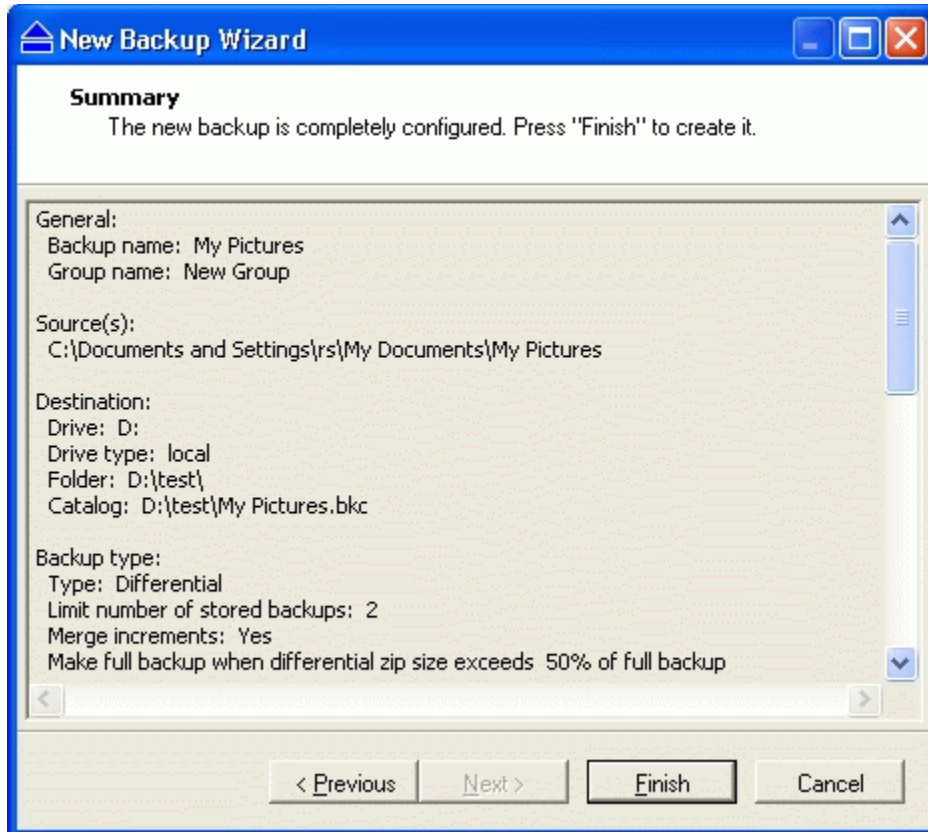 New Backup Wizard
Summary
The new backup is completely configured. Press "Finish" to create it.
General:
Backup name: My Pictures
Group name: New Group
Source(s):
C:\Documents and Settings\rs\My Documents\My Pictures
Destination:
Drive: D:
Drive type: local
Folder: D:\test\
Catalog: D:\test\My Pictures.bkc
Backup type:
Type: Differential
Limit number of stored backups: 2
Merge increments: Yes
Make full backup when differential zip size exceeds 50% of full backup
< Previous Next > Finish Cancel